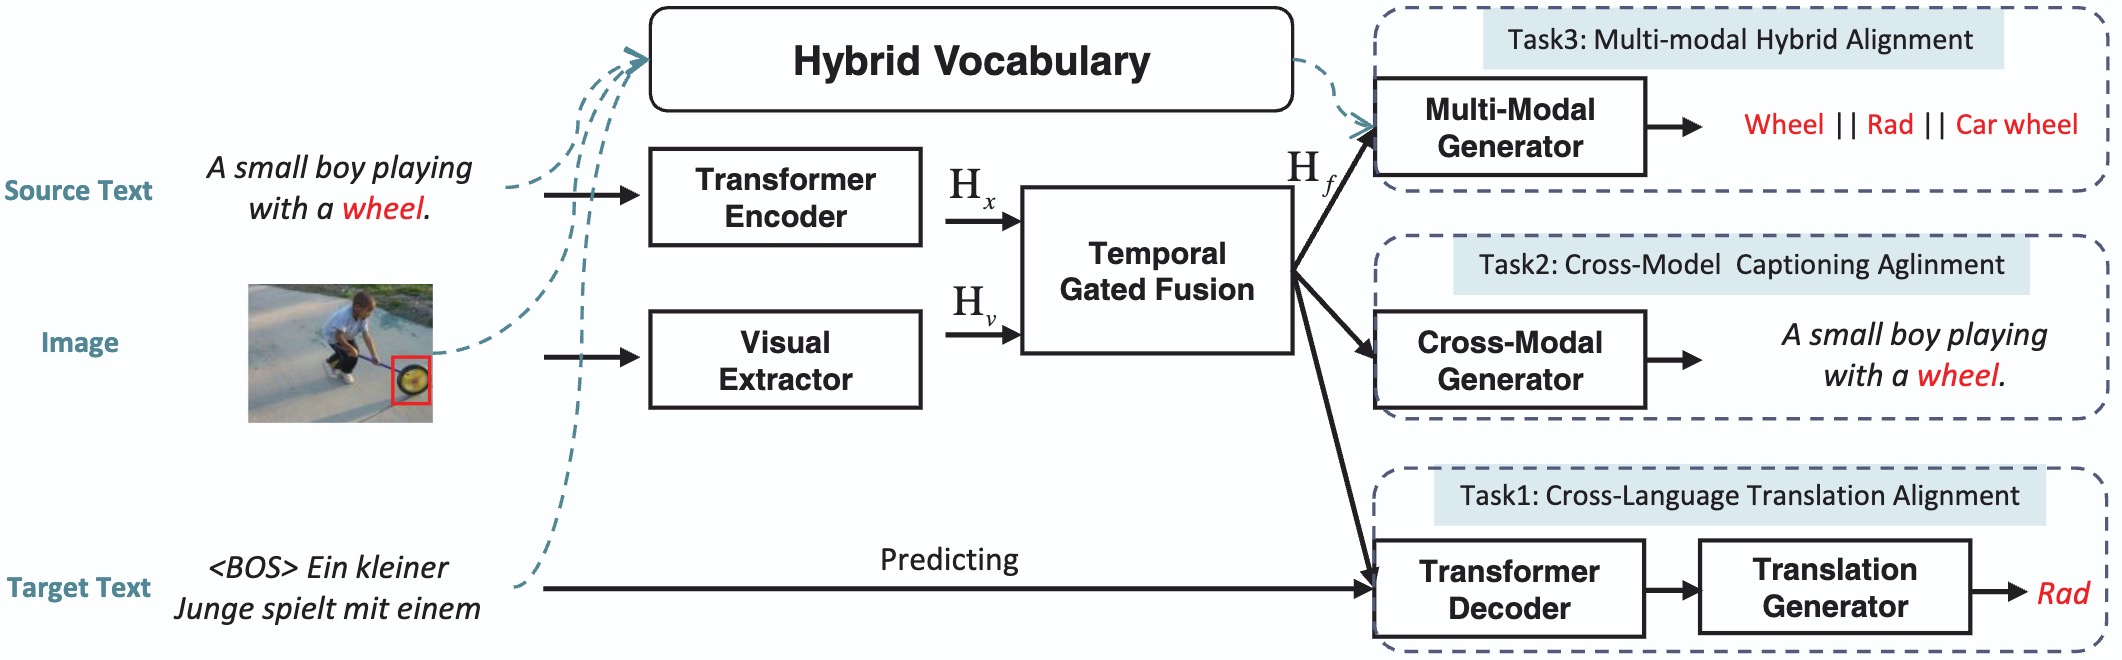 Hybrid Vocabulary
Source Text
A small boy playing
with a wheel.
Image
Target Text
<BOS> Ein kleiner
Junge spielt mit einem
Transformer
Encoder
Visual
Extractor
Hx
Hv
Temporal
Gated Fusion
Hf
Predicting
Task3: Multi-modal Hybrid Alignment
Multi-Modal
Generator
Wheel || Rad || Car wheel
Task2: Cross-Model Captioning Aglinment
Cross-Modal
Generator
A small boy playing
with a wheel.
Task1: Cross-Language Translation Alignment
Transformer
Decoder
Translation
Generator
Rad